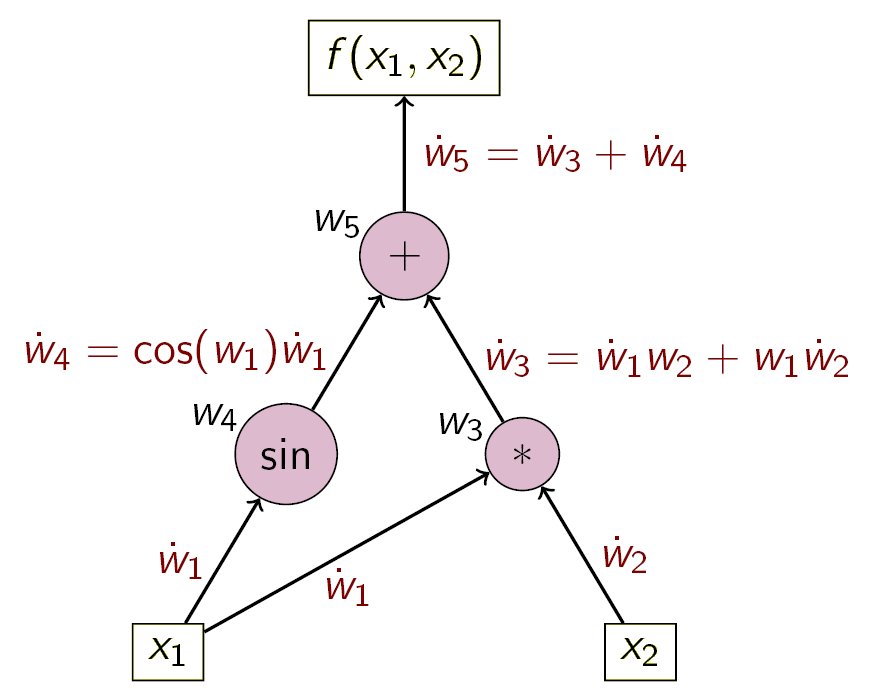 f(x₁, x₂)
ẇ₅ = ẇ₃ + ẇ₄
w₅
+
ẇ₄ = cos(w₁)ẇ₁
ẇ₃ = ẇ₁w₂ + w₁ẇ₂
w₄
sin
w₃
*
ẇ₁
ẇ₁
ẇ₂
x₁
x₂